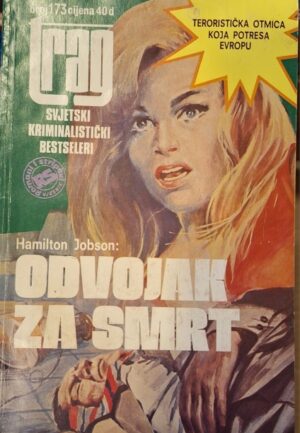 Broj 173 cijena 40 d
trag
SVJETSKI
KRIMINALISTIČKI
BESTSELERI
TERORISTIČKA OTMICA
KOJA POTRESA
EVROPU
Hamilton Jobson:
ODVOJAK
ZA SMRT